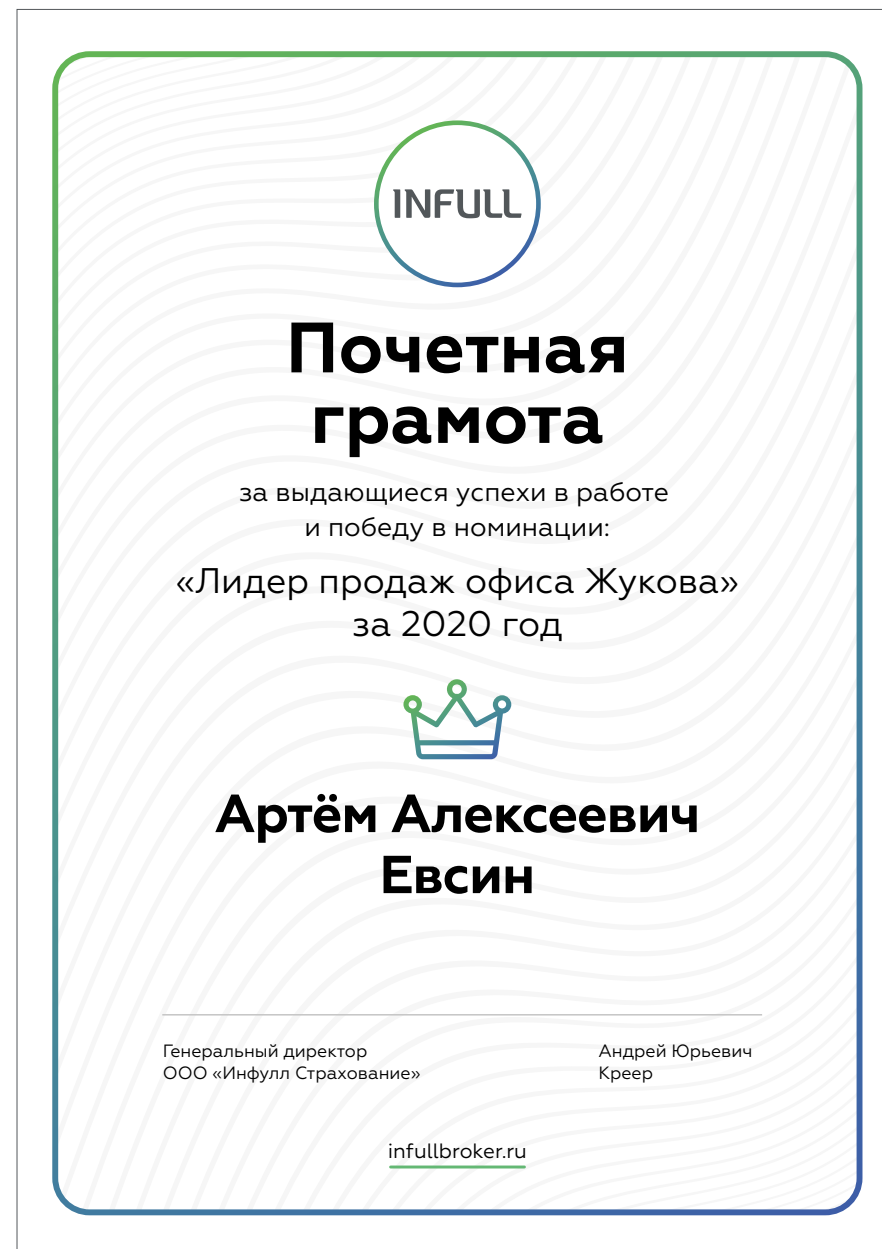 INFULL
Почетная
грамота
за выдающиеся успехи в работе
и победу в номинации:
«Лидер продаж офиса Жукова»
за 2020 год
Артём Алексеевич
Евсин
Генеральный директор
ООО «Инфулл Страхование»
Андрей Юрьевич
Креер
infullbroker.ru